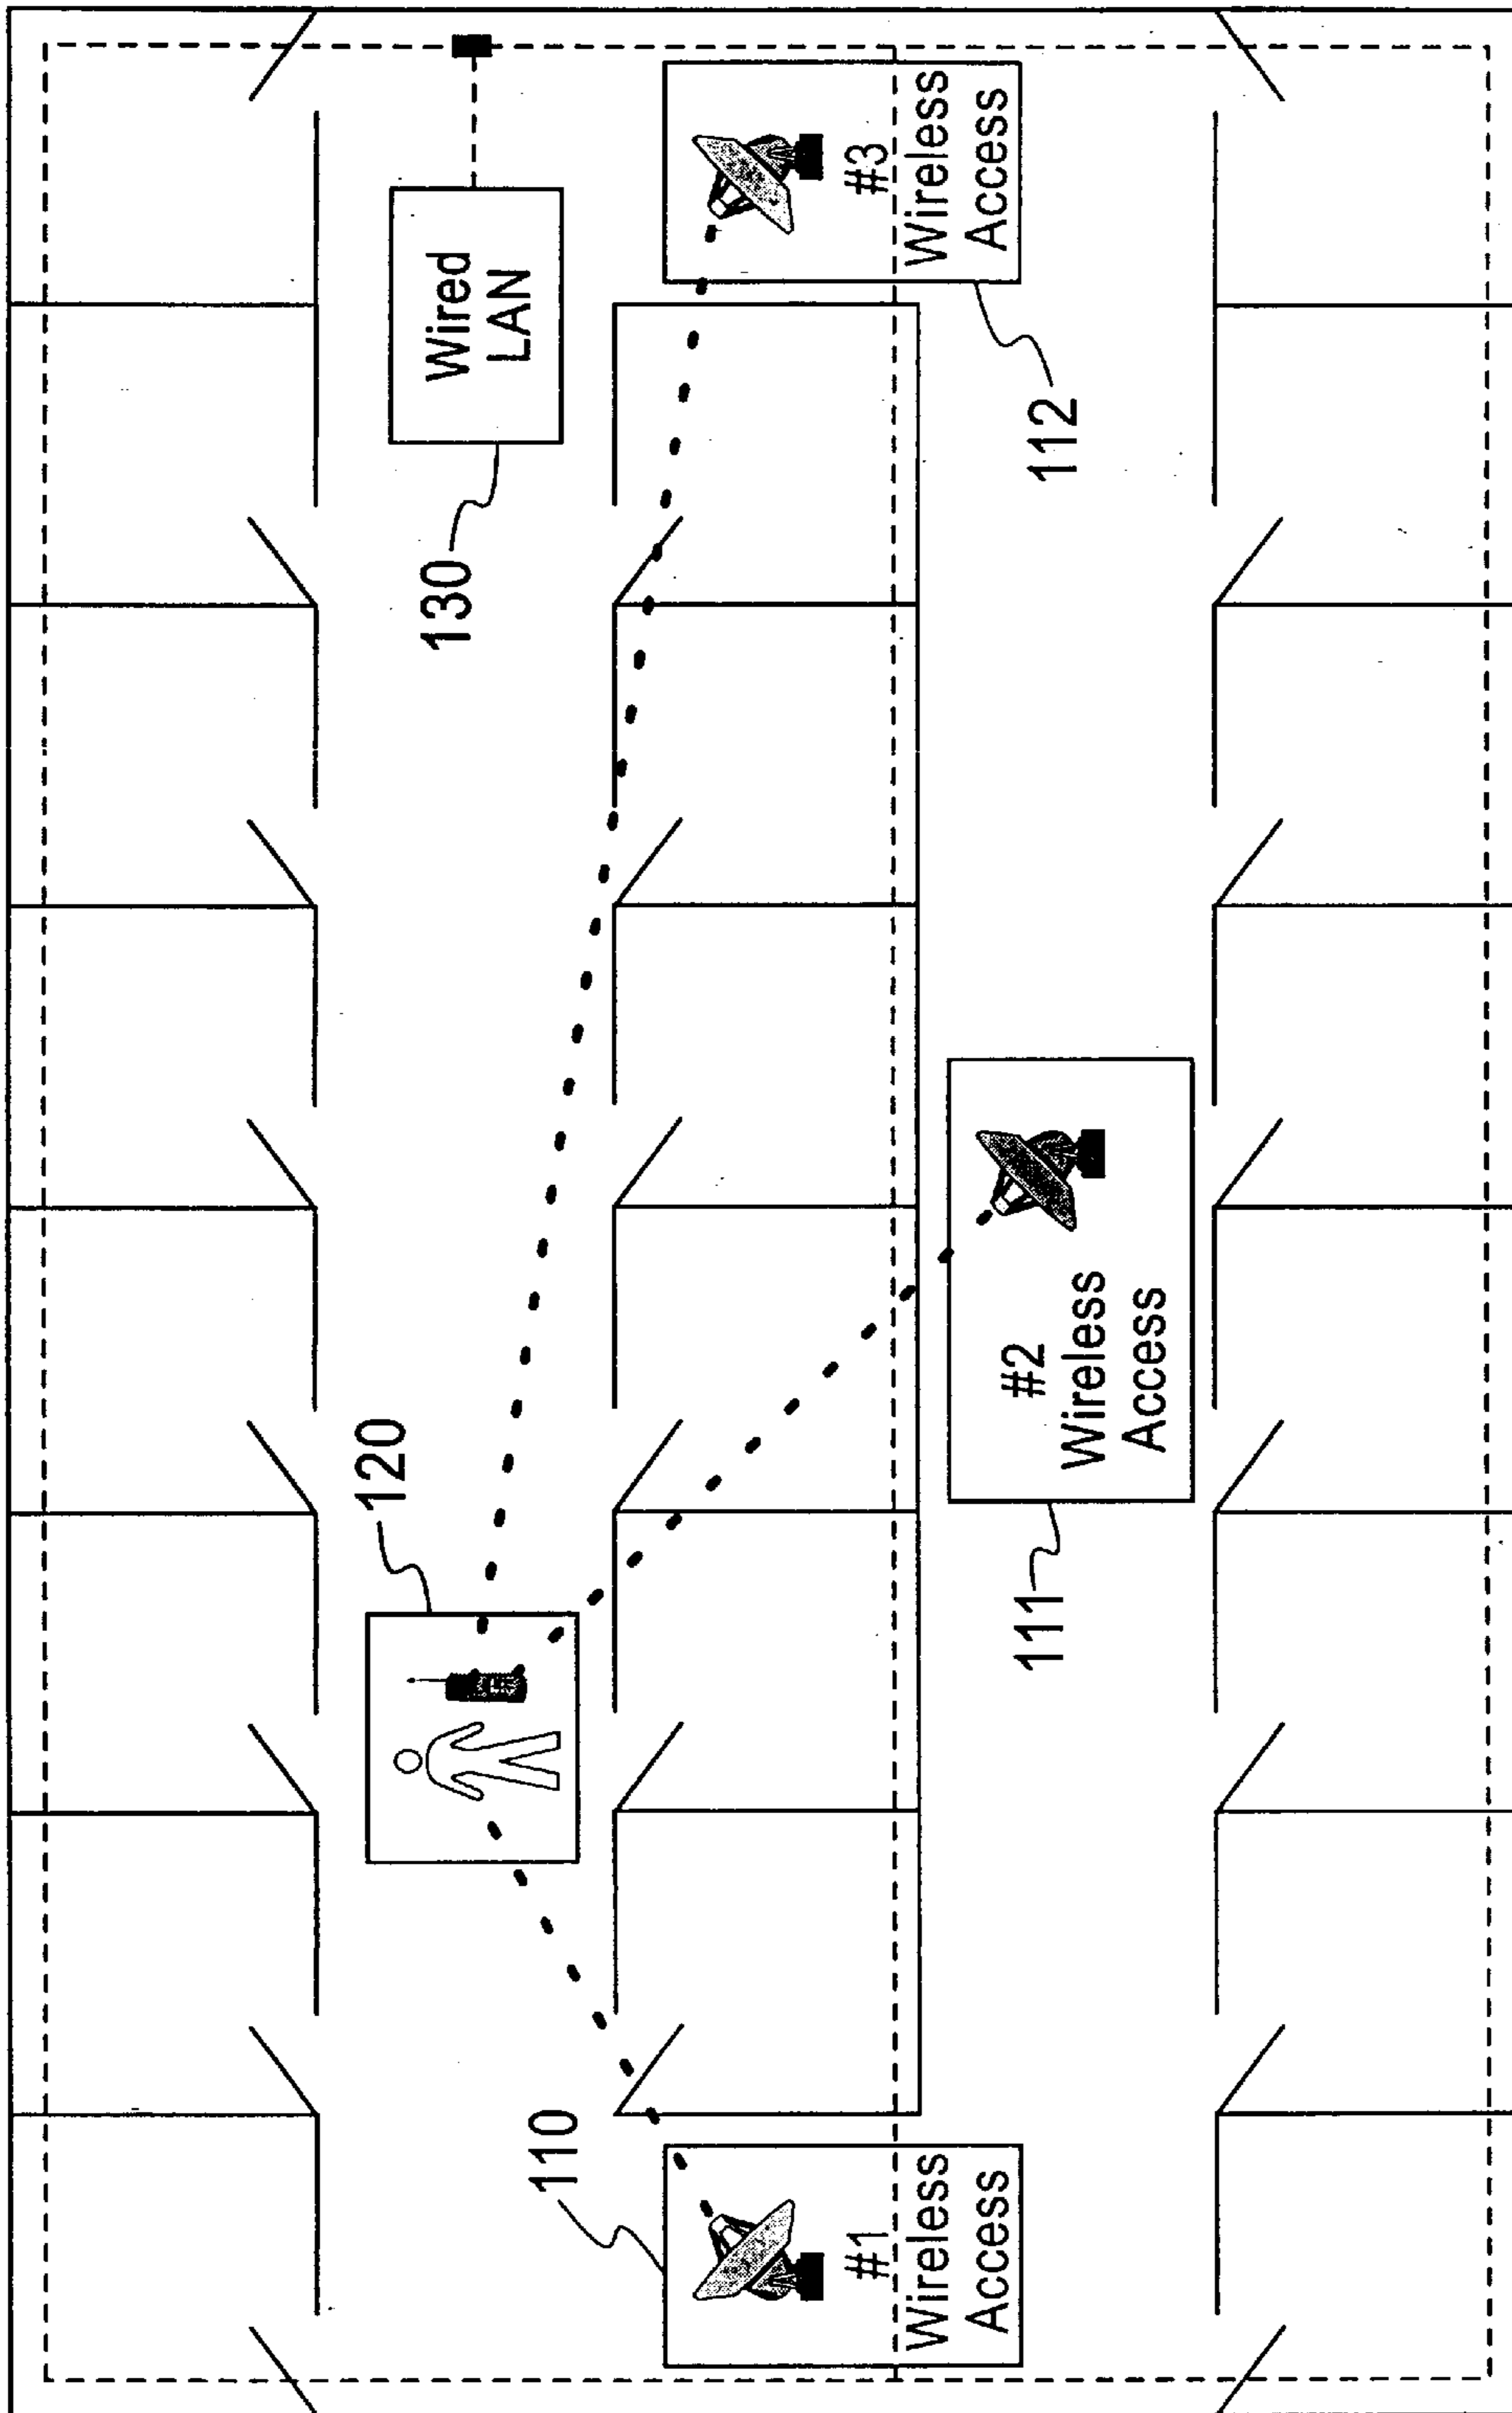 130
Wired
LAN
120
110
#1
Wireless
Access
#2
Wireless
Access
111
#3
Wireless
Access
112